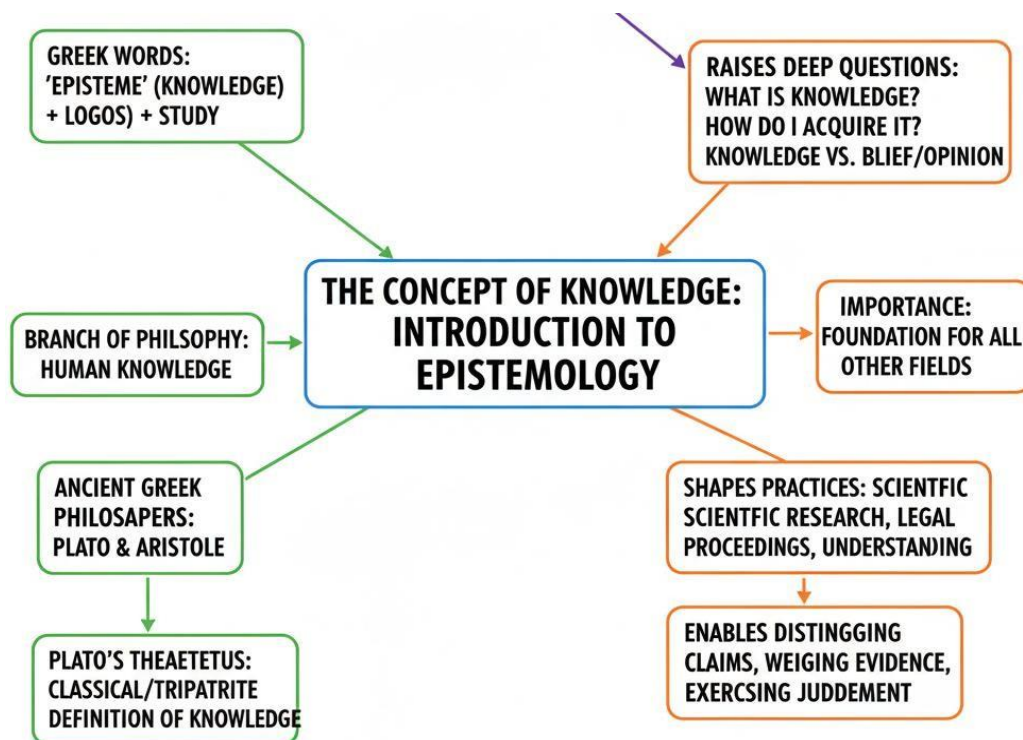 GREEK WORDS:
'EPISTEME' (KNOWLEDGE)
+ LOGOS) + STUDY
RAISES DEEP QUESTIONS:
WHAT IS KNOWLEDGE?
HOW DO I ACQUIRE IT?
KNOWLEDGE VS. BLIEF/OPINION
THE CONCEPT OF KNOWLEDGE:
INTRODUCTION TO
EPISTEMOLOGY
BRANCH OF PHILSOPHY:
HUMAN KNOWLEDGE
IMPORTANCE:
FOUNDATION FOR ALL
OTHER FIELDS
ANCIENT GREEK
PHILOSAPERS:
PLATO & ARISTOLE
SHAPES PRACTICES: SCIENTFIC
SCIENTFIC RESEARCH, LEGAL
PROCEEDINGS, UNDERSTANDING
PLATO'S THEAETETUS:
CLASSICAL/TRIPATRITE
DEFINITION OF KNOWLEDGE
ENABLES DISTINGGING
CLAIMS, WEIGING EVIDENCE,
EXERCSING JUDDEMENT